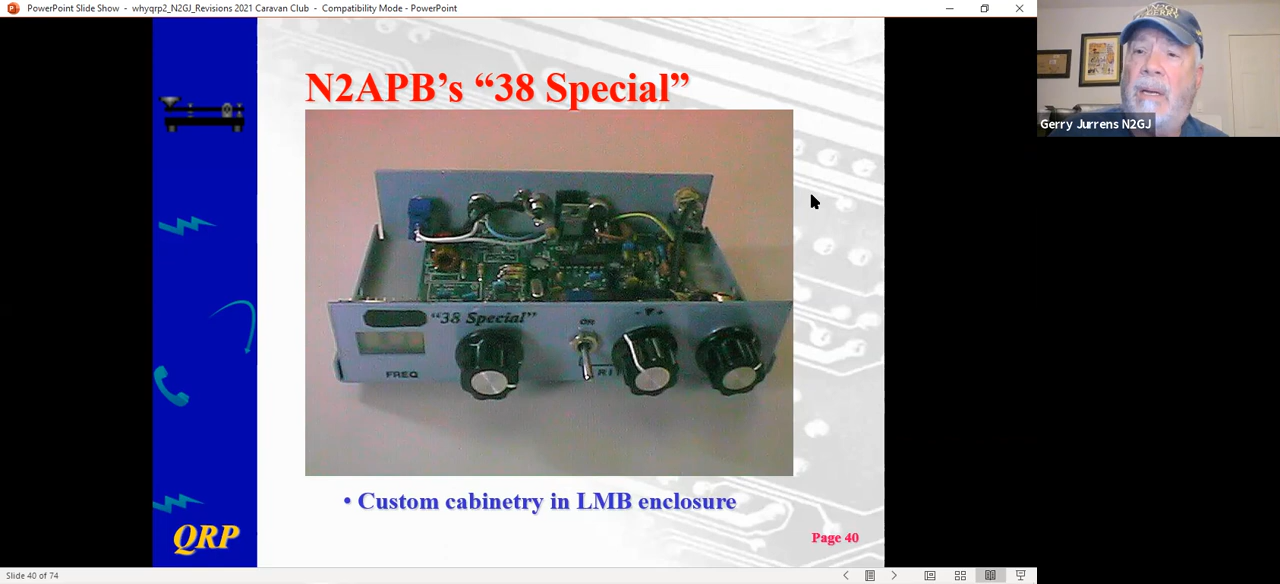 PowerPoint Slide Show - whyqrp2_N2GJ_Revisions 2021 Caravan Club - Compatibility Mode - PowerPoint
N2APB's “38 Special”
"38 Special"
ON
- +
FREQ
RI
• Custom cabinetry in LMB enclosure
QRP
Page 40
Slide 40 of 74
Gerry Jurrens N2GJ